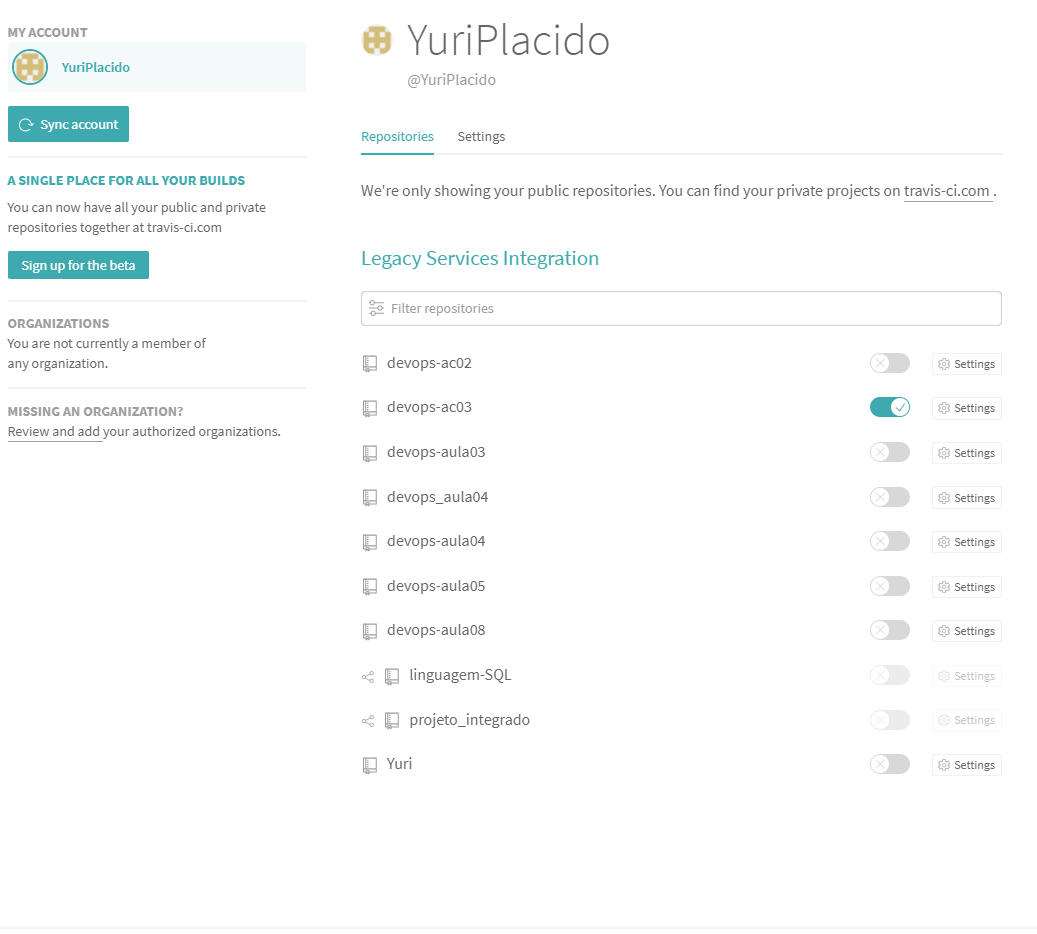 MY ACCOUNT
YuriPlacido
Sync account
A SINGLE PLACE FOR ALL YOUR BUILDS
You can now have all your public and private
repositories together at travis-ci.com
Sign up for the beta
ORGANIZATIONS
You are not currently a member of
any organization.
MISSING AN ORGANIZATION?
Review and add your authorized organizations.
YuriPlacido
@YuriPlacido
Repositories Settings
We're only showing your public repositories. You can find your private projects on travis-ci.com .
Legacy Services Integration
Filter repositories
devops-ac02 Settings
devops-ac03 Settings
devops-aula03 Settings
devops_aula04 Settings
devops-aula04 Settings
devops-aula05 Settings
devops-aula08 Settings
linguagem-SQL Settings
projeto_integrado Settings
Yuri Settings